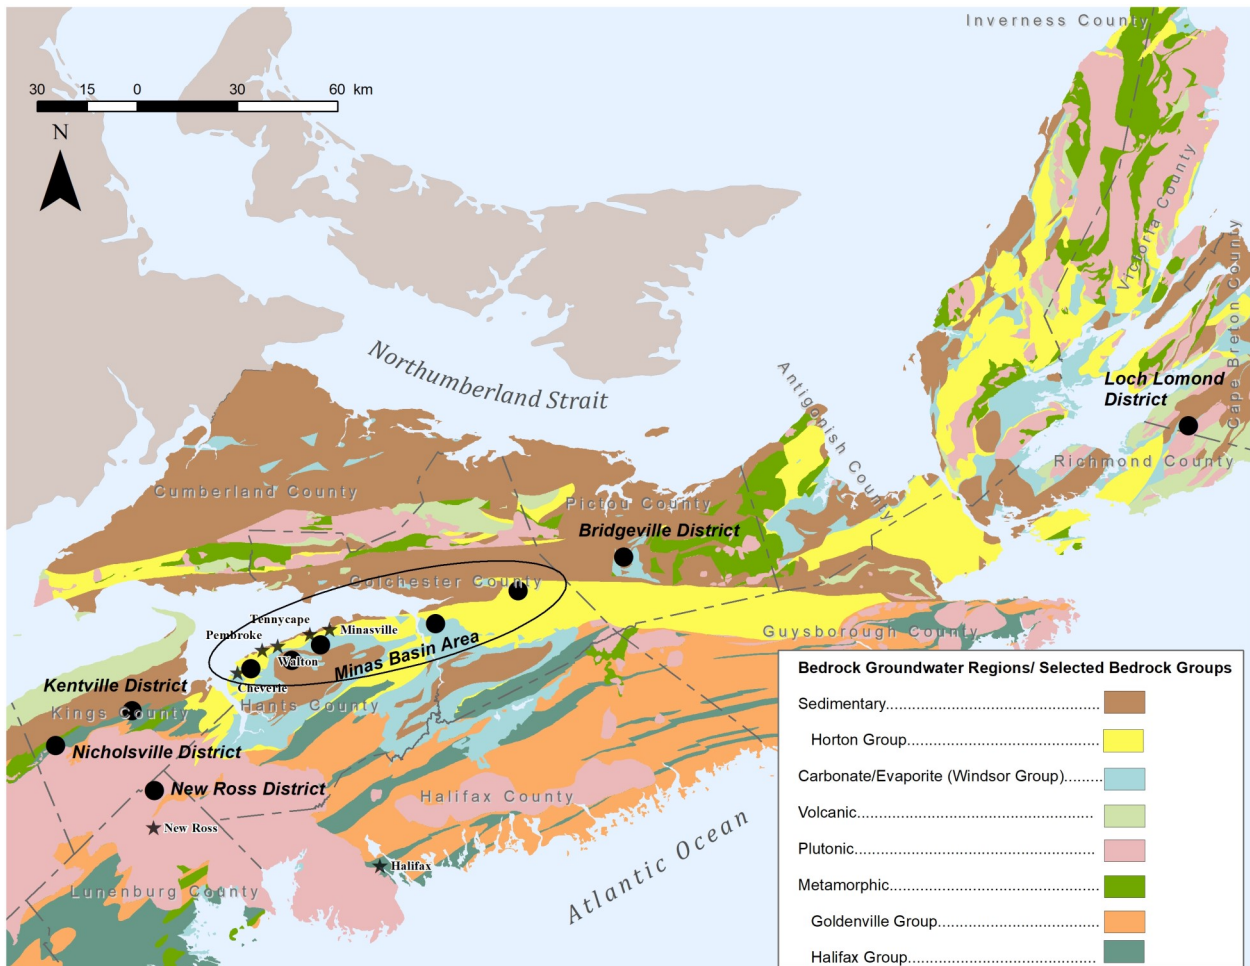 Inverness County
30 15 0 30 60 km
N
Victoria County
Cape Breton County
Northumberland Strait
Loch Lomond
District
Antigonish County
Richmond County
Cumberland County
Pictou County
Bridgeville District
Colchester County
Tennycape
Pembroke
Minasville
Guysborough County
Walton
Minas Basin Area
Cheverie
Kentville District
Hants County
Kings County
Nicholsville District
New Ross District
Halifax County
New Ross
Atlantic Ocean
Halifax
Lunenburg County
Bedrock Groundwater Regions/ Selected Bedrock Groups
Sedimentary
Horton Group
Carbonate/Evaporite (Windsor Group)
Volcanic
Plutonic
Metamorphic
Goldenville Group
Halifax Group